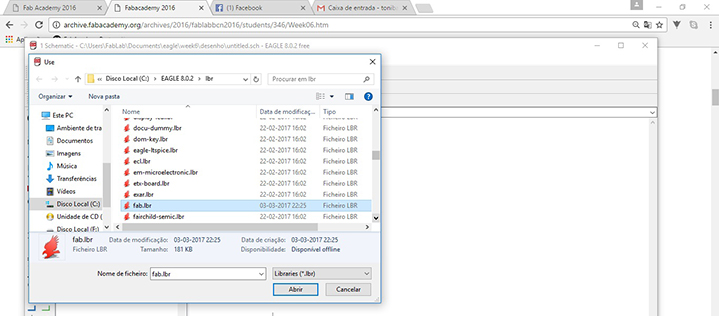 Fab Academy 2016
Fabacademy 2016
(1) Facebook
Caixa de entrada - tonib
archive.fabacademy.org/archives/2016/fablabbcn2016/students/346/Week06.htm
Apps
1 Schematic - C:\Users\FabLab\Documents\eagle\week6\desenho\untitled.sch - EAGLE 8.0.2 free
Use
Disco Local (C:) EAGLE 8.0.2 lbr
Procurar em lbr
Organizar
Nova pasta
Nome Data de modificaç... Tipo
Este PC
Ambiente de tra
Documentos
Imagens
Música
Transferências
Vídeos
Disco Local (C:)
Unidade de CD (
22-02-2017 16:02 Ficheiro LBR
docu-dummy.lbr 22-02-2017 16:02 Ficheiro LBR
dom-key.lbr 22-02-2017 16:02 Ficheiro LBR
eagle-ltspice.lbr 22-02-2017 16:02 Ficheiro LBR
ecl.lbr 22-02-2017 16:02 Ficheiro LBR
em-microelectronic.lbr 22-02-2017 16:02 Ficheiro LBR
etx-board.lbr 22-02-2017 16:02 Ficheiro LBR
exar.lbr 22-02-2017 16:02 Ficheiro LBR
fab.lbr 03-03-2017 22:25 Ficheiro LBR
fairchild-semic.lbr 22-02-2017 16:02 Ficheiro LBR
fab.lbr Data de modificação: 03-03-2017 22:25 Data de criação: 03-03-2017 22:25
Ficheiro LBR Tamanho: 181 KB Disponibilidade: Disponível offline
Nome de ficheiro: fab.lbr Libraries (*.lbr)
Abrir Cancelar